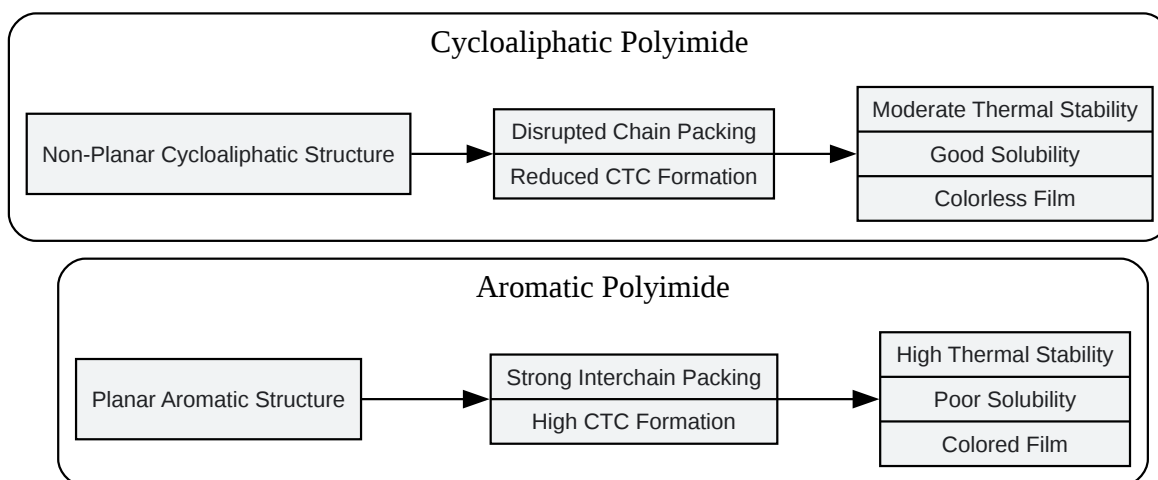 Cycloaliphatic Polyimide
Non-Planar Cycloaliphatic Structure
Disrupted Chain Packing
Reduced CTC Formation
Moderate Thermal Stability
Good Solubility
Colorless Film
Aromatic Polyimide
Planar Aromatic Structure
Strong Interchain Packing
High CTC Formation
High Thermal Stability
Poor Solubility
Colored Film